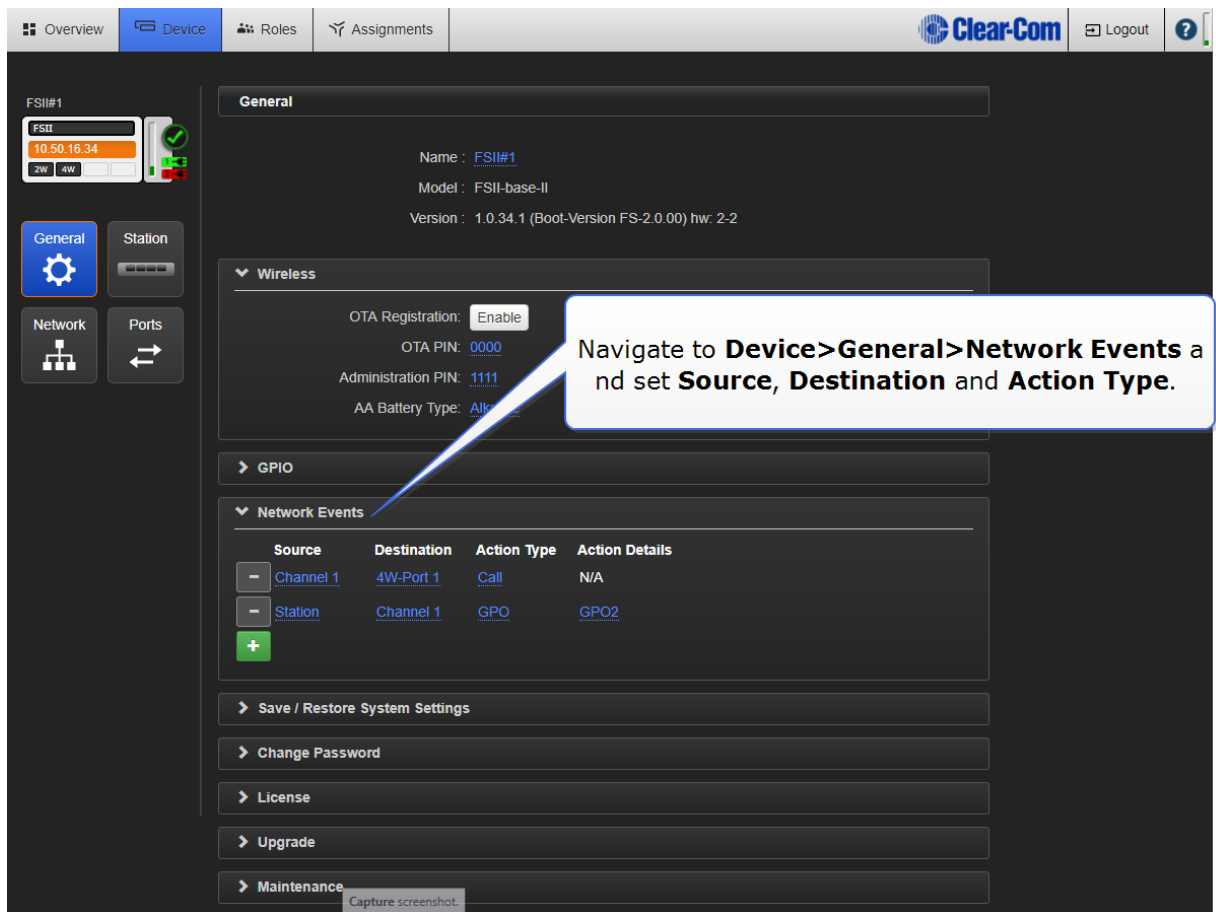 Overview Device Roles Assignments Clear-Com Logout ?
FSII#1
FSII
10.50.16.34
2W 4W
General Station
Network Ports
General
Name : FSII#1
Model : FSII-base-II
Version : 1.0.34.1 (Boot-Version FS-2.0.00) hw: 2-2
Wireless
OTA Registration: Enable
OTA PIN: 0000
Administration PIN: 1111
AA Battery Type:
Navigate to Device>General>Network Events a
nd set Source, Destination and Action Type.
GPIO
Network Events
Source Destination Action Type Action Details
Channel 1 4W-Port 1 Call N/A
Station Channel 1 GPO GPO2
Save / Restore System Settings
Change Password
License
Upgrade
Maintenance
Capture screenshot.